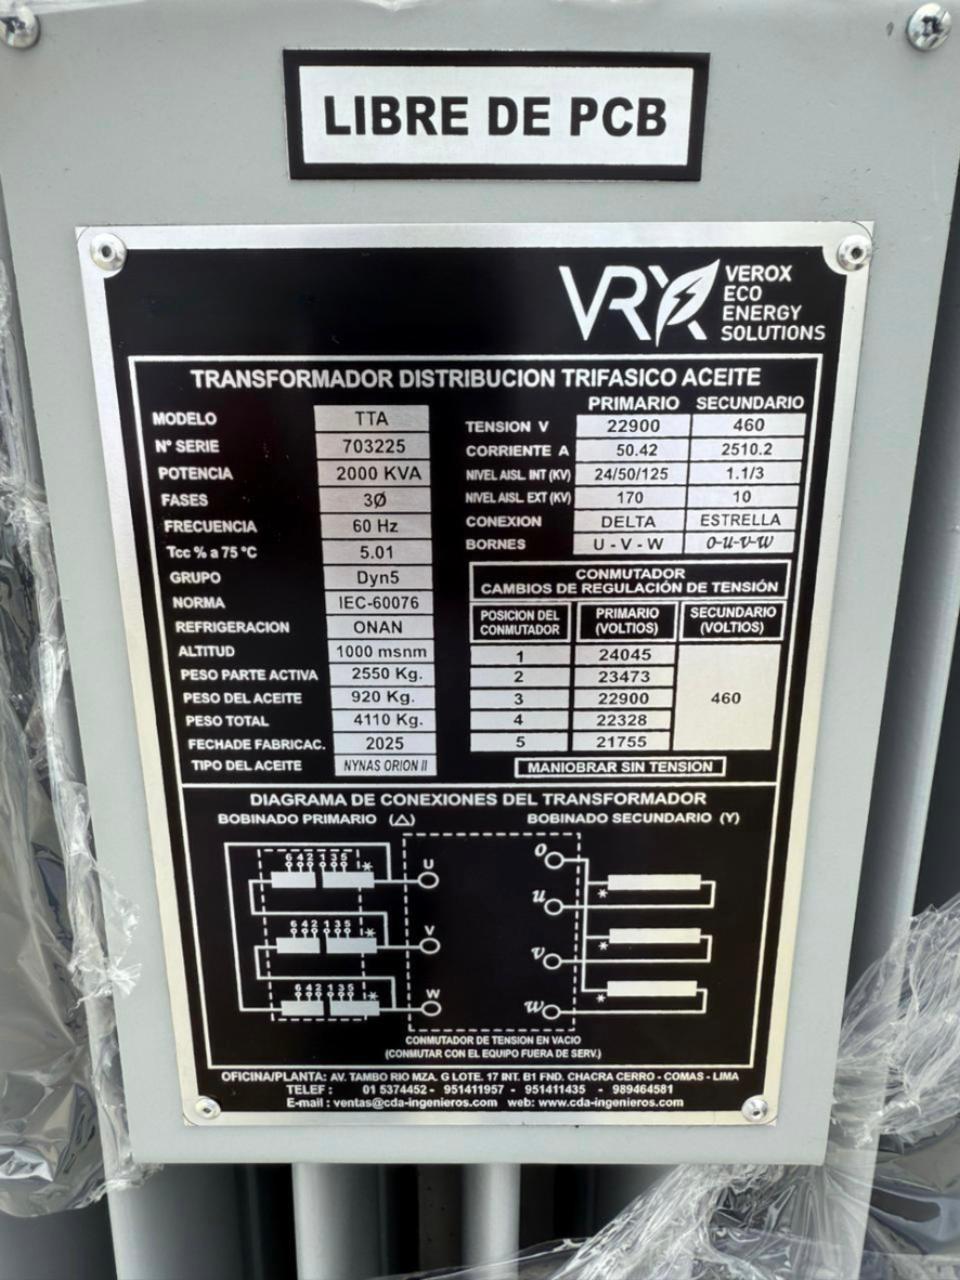 LIBRE DE PCB
VRX VEROX
ECO
ENERGY
SOLUTIONS
TRANSFORMADOR DISTRIBUCION TRIFASICO ACEITE
MODELO TTA
Nº SERIE 703225
POTENCIA 2000 KVA
FASES 3Ø
FRECUENCIA 60 Hz
Tcc % a 75 °C 5.01
GRUPO Dyn5
NORMA IEC-60076
REFRIGERACION ONAN
ALTITUD 1000 msnm
PESO PARTE ACTIVA 2550 Kg.
PESO DEL ACEITE 920 Kg.
PESO TOTAL 4110 Kg.
FECHADE FABRICAC. 2025
TIPO DEL ACEITE NYNAS ORION II
PRIMARIO SECUNDARIO
TENSION V 22900 460
CORRIENTE A 50.42 2510.2
NIVEL AISL. INT (KV) 24/50/125 1.1/3
NIVEL AISL. EXT (KV) 170 10
CONEXION DELTA ESTRELLA
BORNES U - V - W o-u-v-w
CONMUTADOR
CAMBIOS DE REGULACIÓN DE TENSIÓN
POSICION DEL CONMUTADOR PRIMARIO (VOLTIOS) SECUNDARIO (VOLTIOS)
1 24045
2 23473
3 22900 460
4 22328
5 21755
MANIOBRAR SIN TENSION
DIAGRAMA DE CONEXIONES DEL TRANSFORMADOR
BOBINADO PRIMARIO (△) BOBINADO SECUNDARIO (Y)
6 4 2 1 3 5 * U o
* u
6 4 2 1 3 5 * V
* v
6 4 2 1 3 5 * W
* w
CONMUTADOR DE TENSION EN VACIO
(CONMUTAR CON EL EQUIPO FUERA DE SERV.)
OFICINA/PLANTA: AV. TAMBO RIO MZA. G LOTE. 17 INT. B1 FND. CHACRA CERRO - COMAS - LIMA
TELEF : 01 5374452 - 951411957 - 951411435 - 989464581
E-mail : ventas@cda-ingenieros.com web: www.cda-ingenieros.com